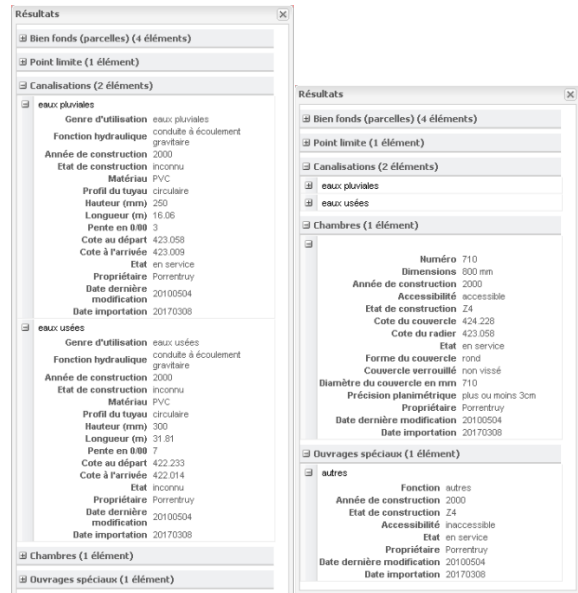 Résultats
Bien fonds (parcelles) (4 éléments)
Point limite (1 élément)
Canalisations (2 éléments)
eaux pluviales
Genre d'utilisation eaux pluviales
Fonction hydraulique conduite à écoulement
gravitaire
Année de construction 2000
Etat de construction inconnu
Matériau PVC
Profil du tuyau circulaire
Hauteur (mm) 250
Longueur (m) 16.06
Pente en 0/00 3
Cote au départ 423.058
Cote à l'arrivée 423.009
Etat en service
Propriétaire Porrentruy
Date dernière
modification 20100504
Date importation 20170308
eaux usées
Genre d'utilisation eaux usées
Fonction hydraulique conduite à écoulement
gravitaire
Année de construction 2000
Etat de construction inconnu
Matériau PVC
Profil du tuyau circulaire
Hauteur (mm) 300
Longueur (m) 31.81
Pente en 0/00 7
Cote au départ 422.233
Cote à l'arrivée 422.014
Etat inconnu
Propriétaire Porrentruy
Date dernière
modification 20100504
Date importation 20170308
Chambres (1 élément)
Ouvrages spéciaux (1 élément)
Résultats
Bien fonds (parcelles) (4 éléments)
Point limite (1 élément)
Canalisations (2 éléments)
eaux pluviales
eaux usées
Chambres (1 élément)
Numéro 710
Dimensions 800 mm
Année de construction 2000
Accessibilité accessible
Etat de construction Z4
Cote du couvercle 424.228
Cote du radier 423.058
Etat en service
Forme du couvercle rond
Couvercle verrouillé non vissé
Diamètre du couvercle en mm 710
Précision planimétrique plus ou moins 3cm
Propriétaire Porrentruy
Date dernière modification 20100504
Date importation 20170308
Ouvrages spéciaux (1 élément)
autres
Fonction autres
Année de construction 2000
Etat de construction Z4
Accessibilité inaccessible
Etat en service
Propriétaire Porrentruy
Date dernière modification 20100504
Date importation 20170308